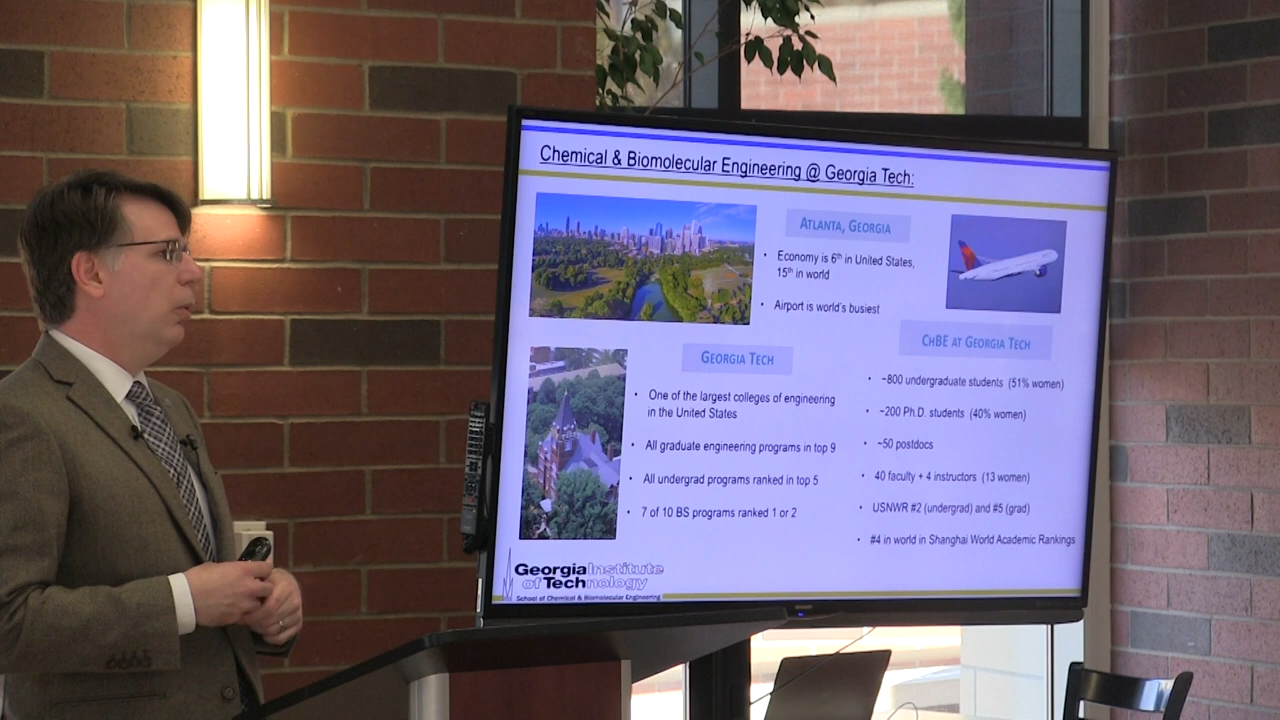 Chemical & Biomolecular Engineering @ Georgia Tech:
ATLANTA, GEORGIA
• Economy is 6th in United States,
15th in world
• Airport is world's busiest
GEORGIA TECH
• One of the largest colleges of engineering
in the United States
• All graduate engineering programs in top 9
• All undergrad programs ranked in top 5
• 7 of 10 BS programs ranked 1 or 2
CHBE AT GEORGIA TECH
• ~800 undergraduate students (51% women)
• ~200 Ph.D. students (40% women)
• ~50 postdocs
• 40 faculty + 4 instructors (13 women)
• USNWR #2 (undergrad) and #5 (grad)
• #4 in world in Shanghai World Academic Rankings
Georgia Institute
of Technology
School of Chemical & Biomolecular Engineering
SHARP